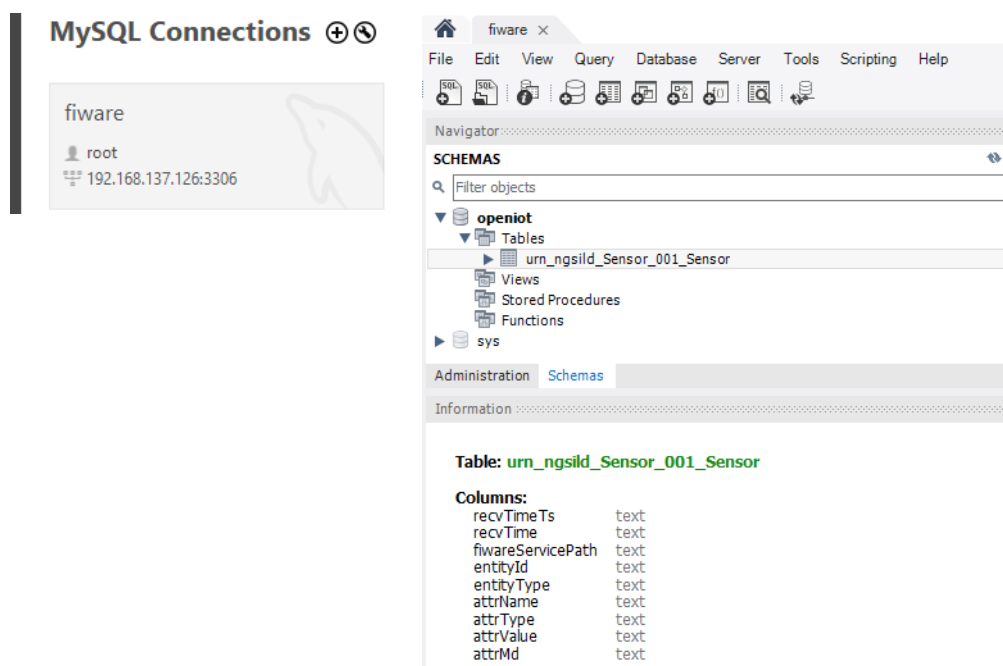 MySQL Connections
fiware
root
192.168.137.126:3306
fiware
File Edit View Query Database Server Tools Scripting Help
Navigator
SCHEMAS
Filter objects
openiot
Tables
urn_ngsild_Sensor_001_Sensor
Views
Stored Procedures
Functions
sys
Administration Schemas
Information
Table: urn_ngsild_Sensor_001_Sensor
Columns:
recvTimeTs text
recvTime text
fiwareServicePath text
entityId text
entityType text
attrName text
attrType text
attrValue text
attrMd text